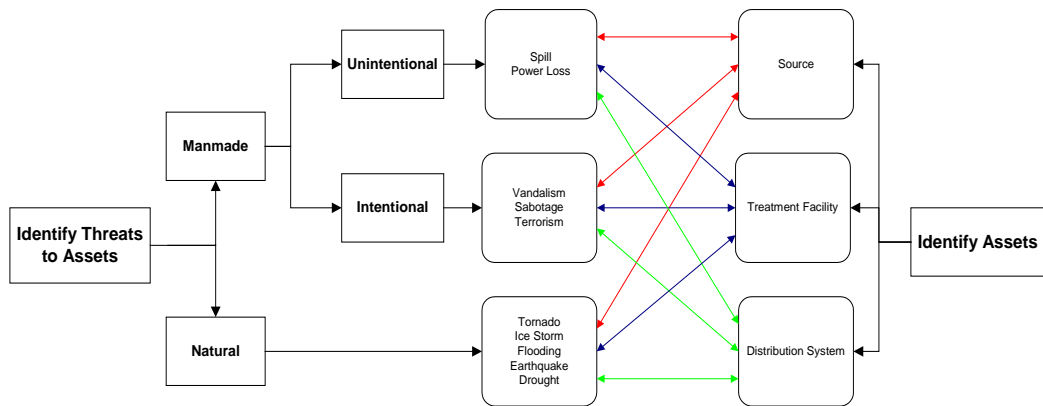 Identify Threats
to Assets
Manmade
Natural
Unintentional
Intentional
Spill
Power Loss
Vandalism
Sabotage
Terrorism
Tornado
Ice Storm
Flooding
Earthquake
Drought
Source
Treatment Facility
Distribution System
Identify Assets